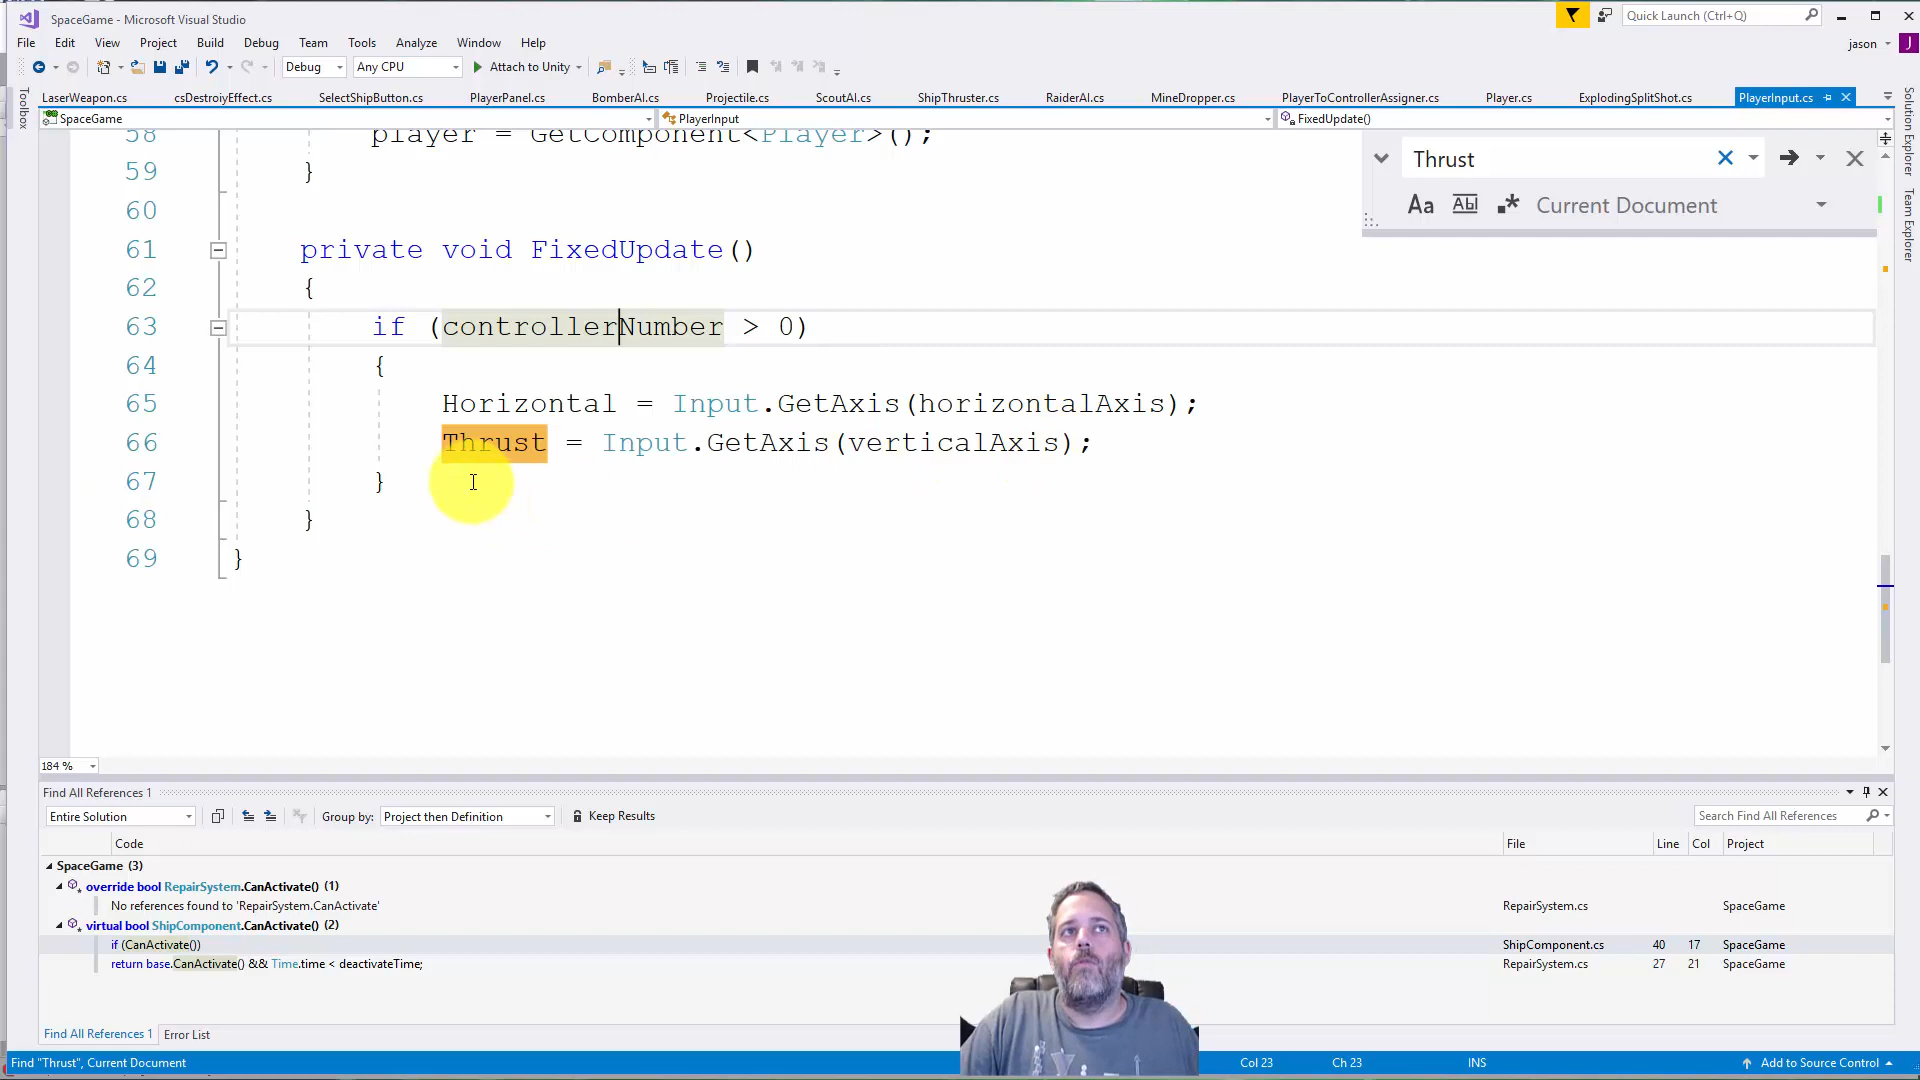 SpaceGame - Microsoft Visual Studio
Quick Launch (Ctrl+Q)
File Edit View Project Build Debug Team Tools Analyze Window Help
jason J
Debug Any CPU Attach to Unity
LaserWeapon.cs csDestroiyEffect.cs SelectShipButton.cs PlayerPanel.cs BomberAI.cs Projectile.cs ScoutAI.cs ShipThruster.cs RaiderAI.cs MineDropper.cs PlayerToControllerAssigner.cs Player.cs ExplodingSplitShot.cs PlayerInput.cs
SpaceGame PlayerInput FixedUpdate()
Toolbox
Solution Explorer
Team Explorer
Thrust
Aa Abl Current Document
58 player = GetComponent<Player>();
59 }
60
61 private void FixedUpdate()
62 {
63 if (controllerNumber > 0)
64 {
65 Horizontal = Input.GetAxis(horizontalAxis);
66 Thrust = Input.GetAxis(verticalAxis);
67 }
68 }
69 }
184 %
Find All References 1
Entire Solution Group by: Project then Definition Keep Results Search Find All References
Code File Line Col Project
SpaceGame (3)
override bool RepairSystem.CanActivate() (1)
No references found to 'RepairSystem.CanActivate' RepairSystem.cs SpaceGame
virtual bool ShipComponent.CanActivate() (2)
if (CanActivate()) ShipComponent.cs 40 17 SpaceGame
return base.CanActivate() && Time.time < deactivateTime; RepairSystem.cs 27 21 SpaceGame
Find All References 1 Error List
Find "Thrust", Current Document Col 23 Ch 23 INS Add to Source Control